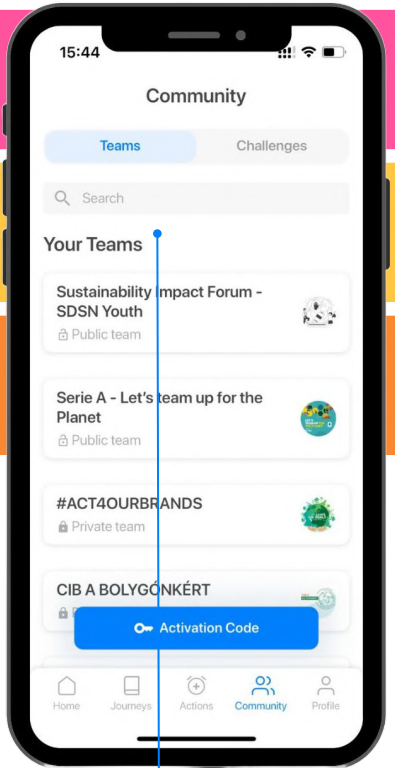 15:44
Community
Teams
Challenges
Search
Your Teams
Sustainability Impact Forum -
SDSN Youth
Public team
Serie A - Let's team up for the
Planet
Public team
#ACT4OURBRANDS
Private team
CIB A BOLYGÓNKÉRT
Activation Code
Home
Journeys
Actions
Community
Profile